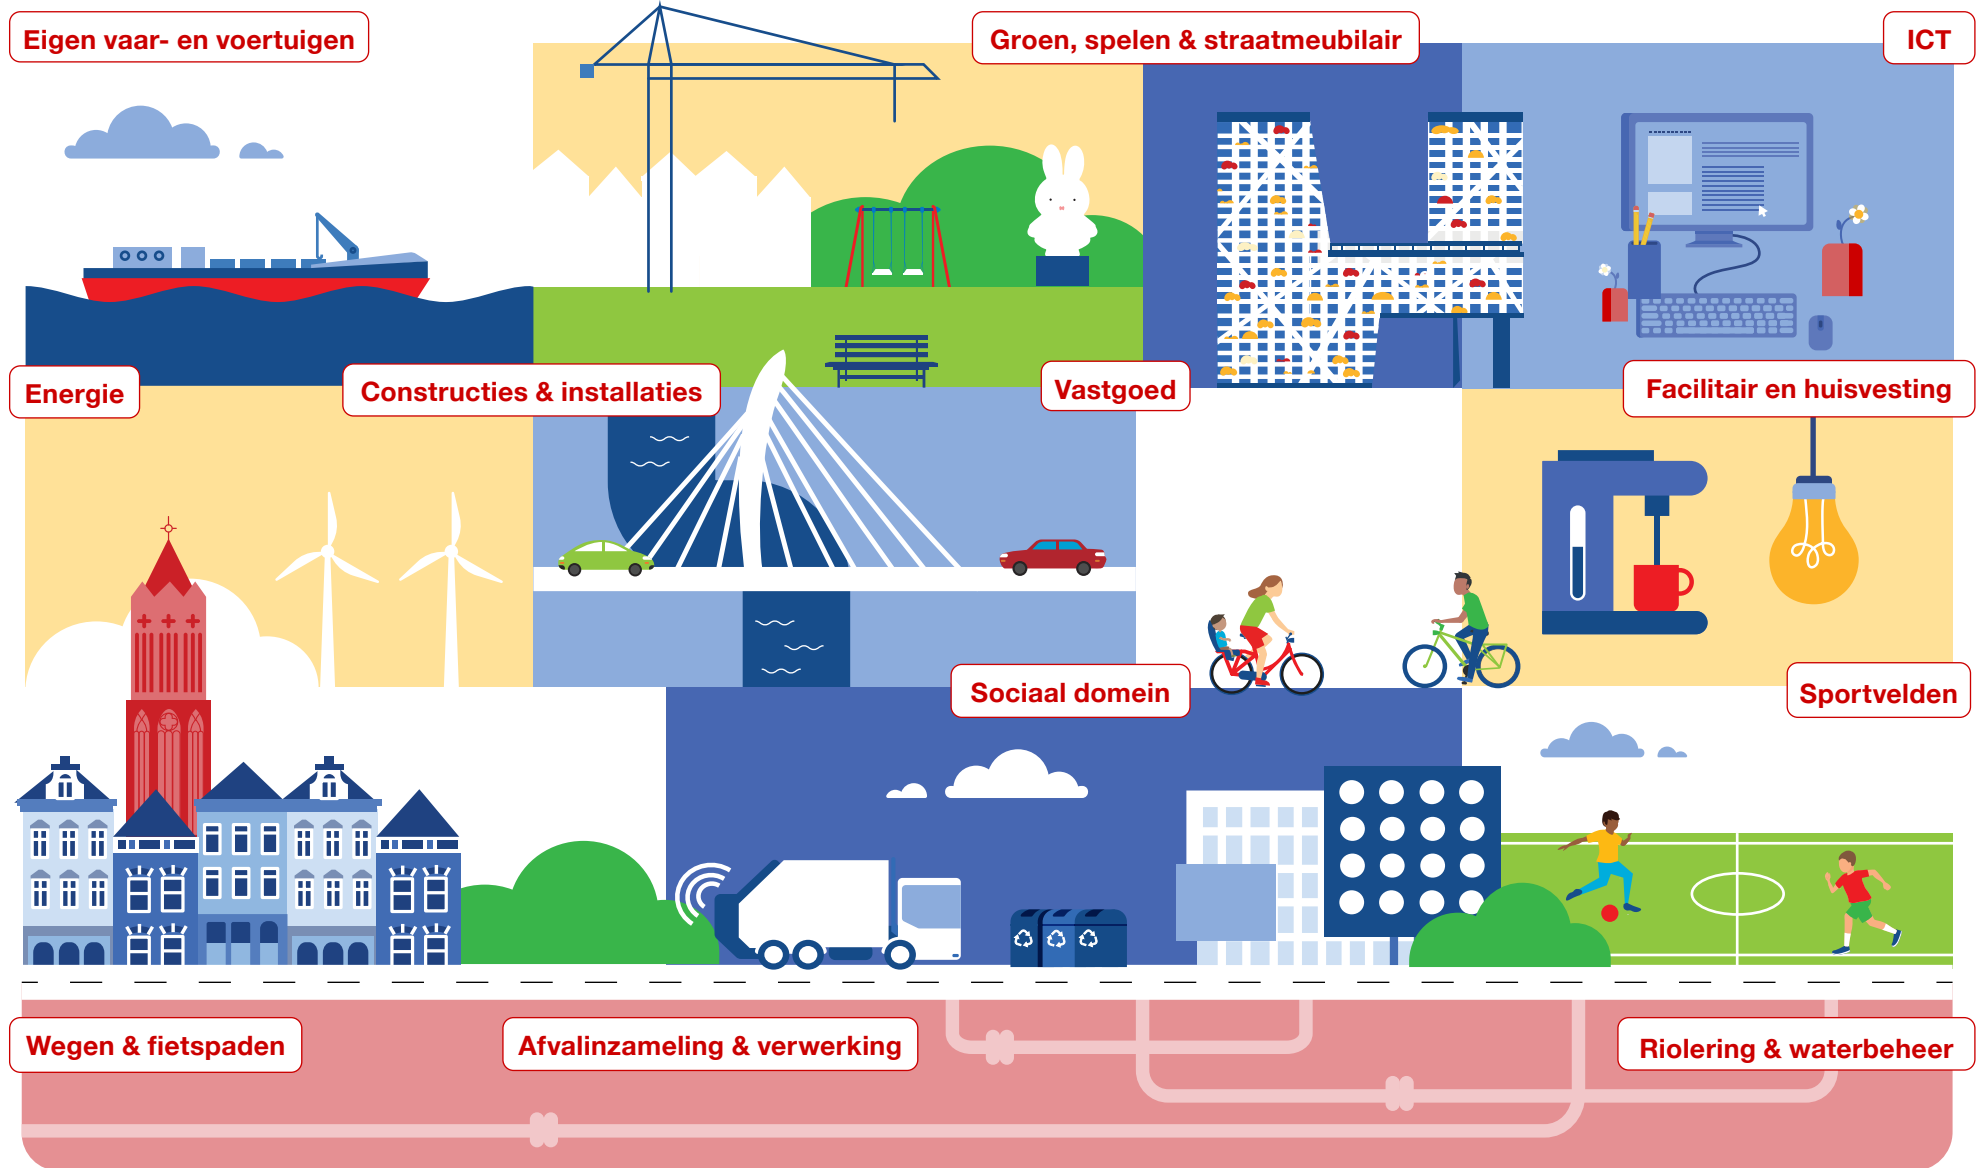 Eigen vaar- en voertuigen
Groen, spelen & straatmeubilair
ICT
Energie
Constructies & installaties
Vastgoed
Facilitair en huisvesting
Sociaal domein
Sportvelden
Wegen & fietspaden
Afvalinzameling & verwerking
Riolering & waterbeheer